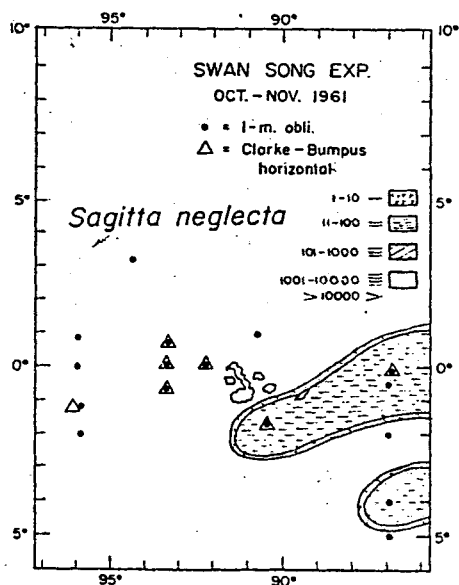 95° 90°
10° 10°
SWAN SONG EXP.
OCT.-NOV. 1961
• = 1-m. obli.
△ = Clarke-Bumpus
horizontal
5° 5°
1-10
11-100
101-1000
1001-10000
>10000 >
Sagitta neglecta
0° 0°
5° 5°
95° 90°